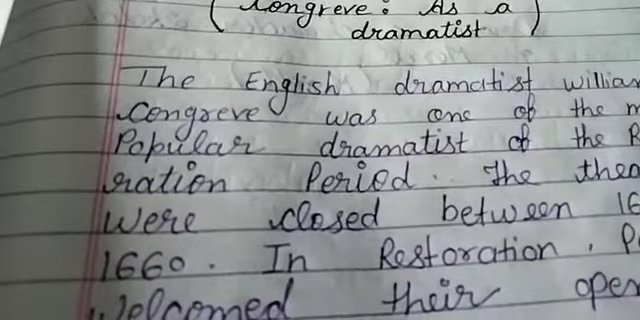 (Congreve: As a
dramatist)
The English dramatist
Congreve was one of the
Popular dramatist of the
ration Period. The
were closed between
1660. In Restoration,
Welcomed their